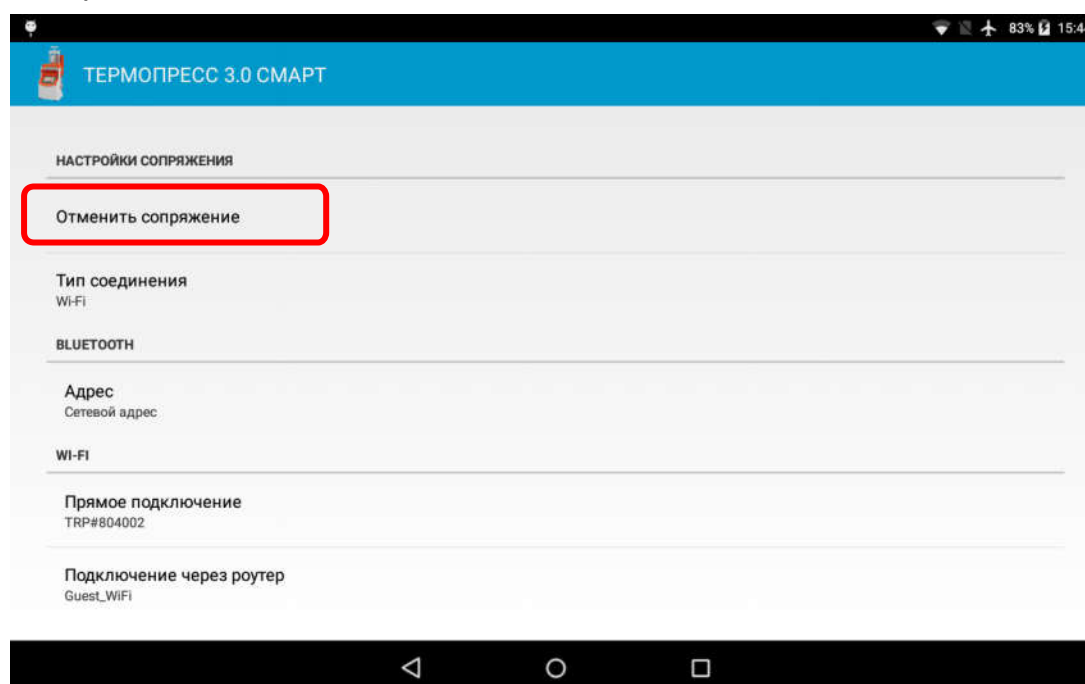 83% 15:4
ТЕРМОПРЕСС 3.0 СМАРТ
НАСТРОЙКИ СОПРЯЖЕНИЯ
Отменить сопряжение
Тип соединения
Wi-Fi
BLUETOOTH
Адрес
Сетевой адрес
WI-FI
Прямое подключение
TRP#804002
Подключение через роутер
Guest_WiFi